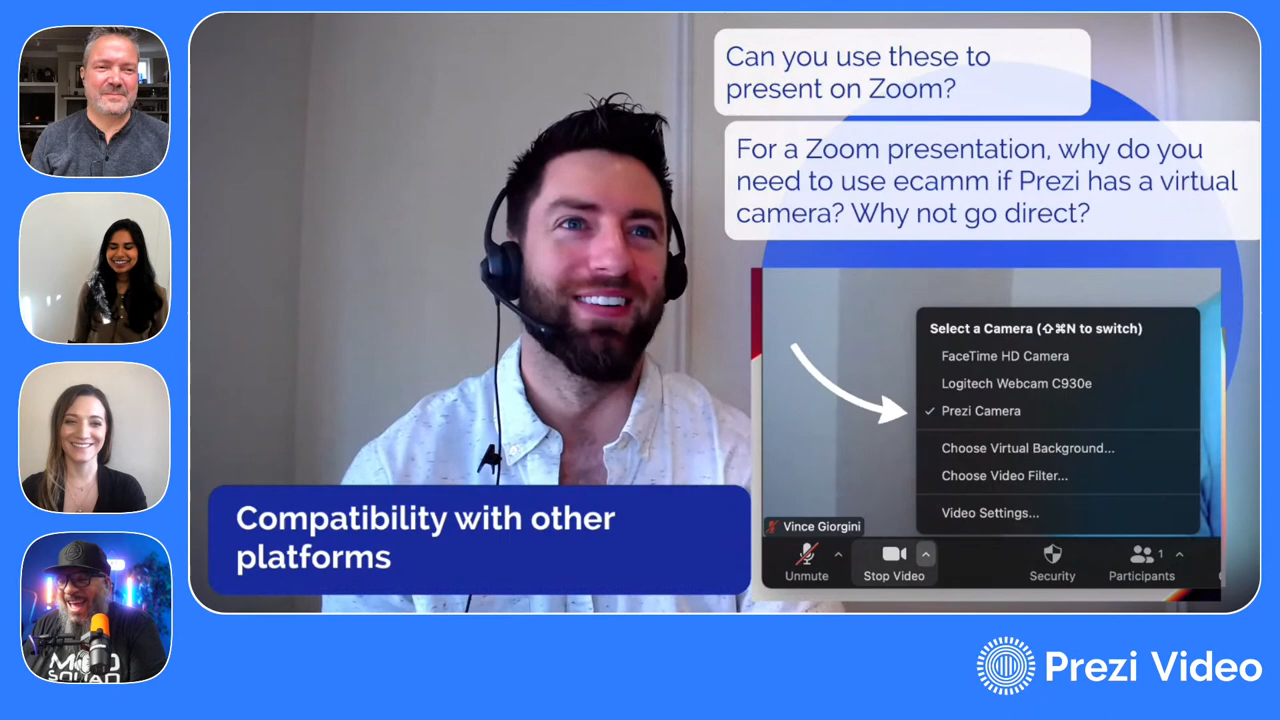 Can you use these to
present on Zoom?
For a Zoom presentation, why do you
need to use ecamm if Prezi has a virtual
camera? Why not go direct?
Select a Camera (⇧⌘N to switch)
FaceTime HD Camera
Logitech Webcam C930e
✓ Prezi Camera
Choose Virtual Background...
Choose Video Filter...
Video Settings...
Vince Giorgini
Unmute
Stop Video
Security
1
Participants
Compatibility with other
platforms
SQUAD
Prezi Video